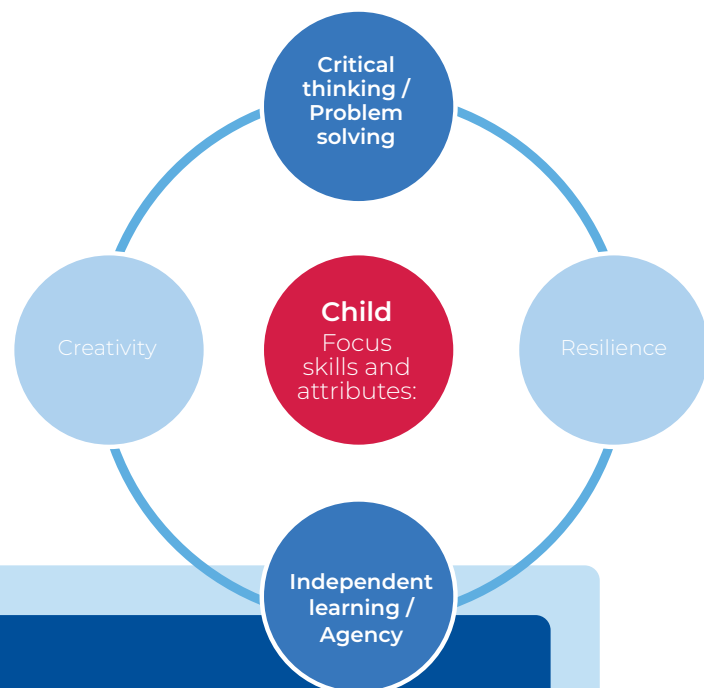 Critical
thinking /
Problem
solving
Creativity
Child
Focus
skills and
attributes:
Resilience
Independent
learning /
Agency